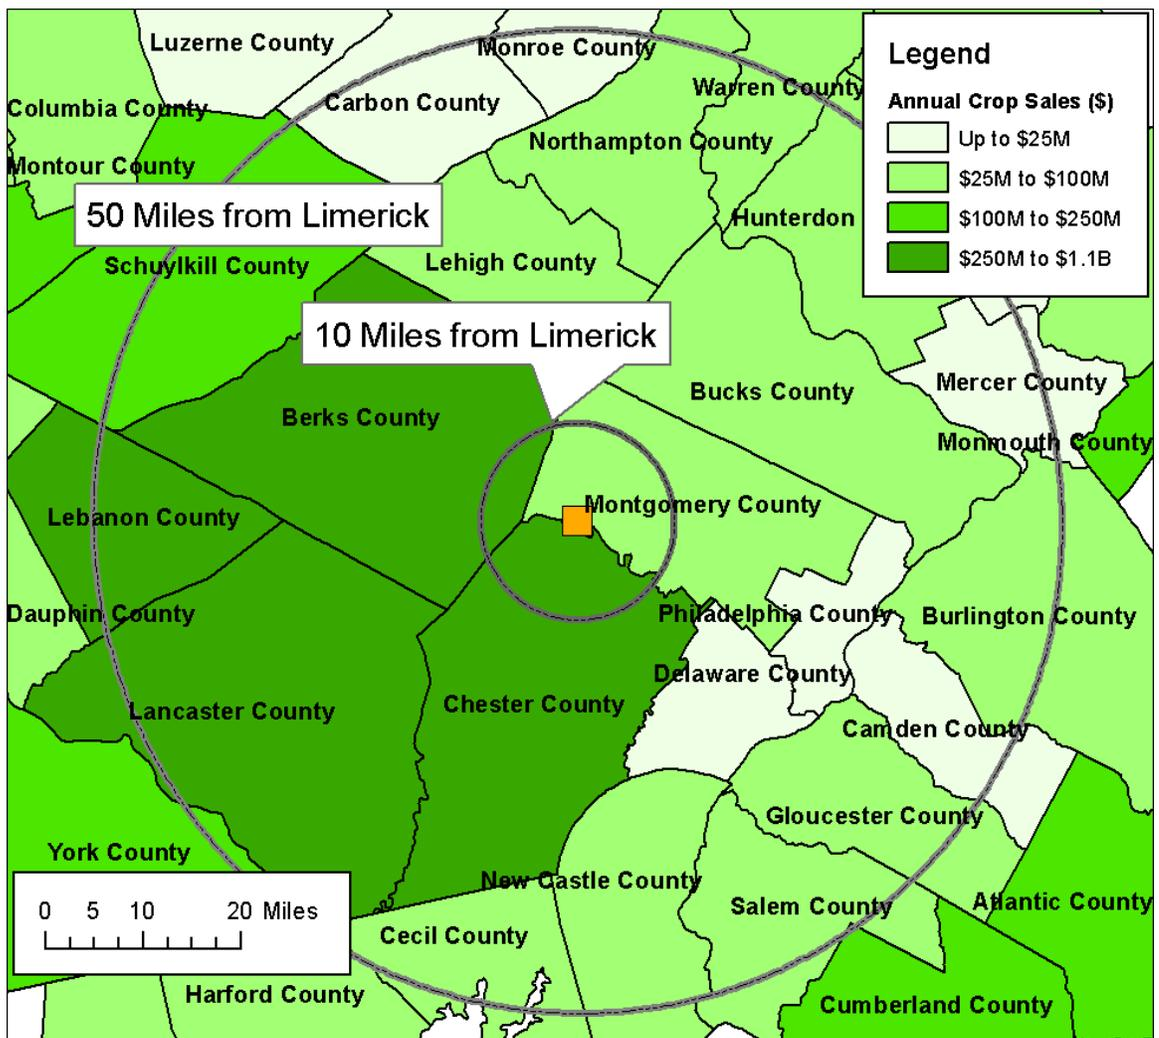 Luzerne County
Monroe County
Legend
Columbia County
Carbon County
Warren County
Annual Crop Sales ($)
Up to $25M
$25M to $100M
$100M to $250M
$250M to $1.1B
Montour County
Northampton County
50 Miles from Limerick
Hunterdon
Schuylkill County
Lehigh County
10 Miles from Limerick
Berks County
Bucks County
Mercer County
Monmouth County
Lebanon County
Montgomery County
Dauphin County
Philadelphia County
Burlington County
Delaware County
Lancaster County
Chester County
Camden County
York County
Gloucester County
New Castle County
0 5 10 20 Miles
Salem County
Atlantic County
Cecil County
Harford County
Cumberland County